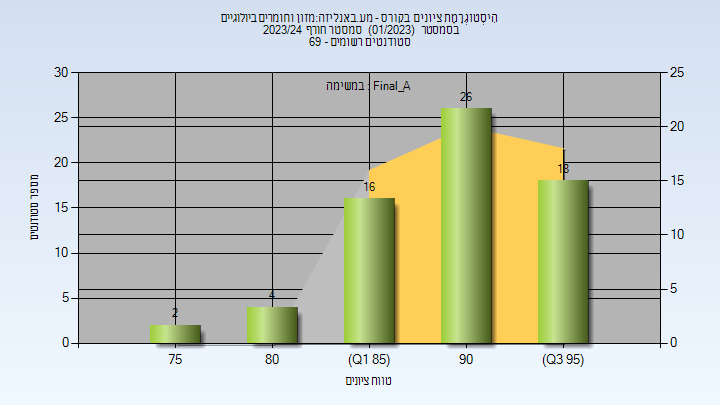 היסטוגרמת ציונים בקורס - מע.באנליזה:מזון וחומרים ביולוגיים
בסמסטר (01/2023) סמסטר חורף 2023/24
סטודנטים רשומים - 69
במשימה : Final_A
30
25
20
15
10
5
0
מספר סטודנטים
25
20
15
10
5
0
2
4
16
26
18
75
80
(Q1 85)
90
(Q3 95)
טווח ציונים